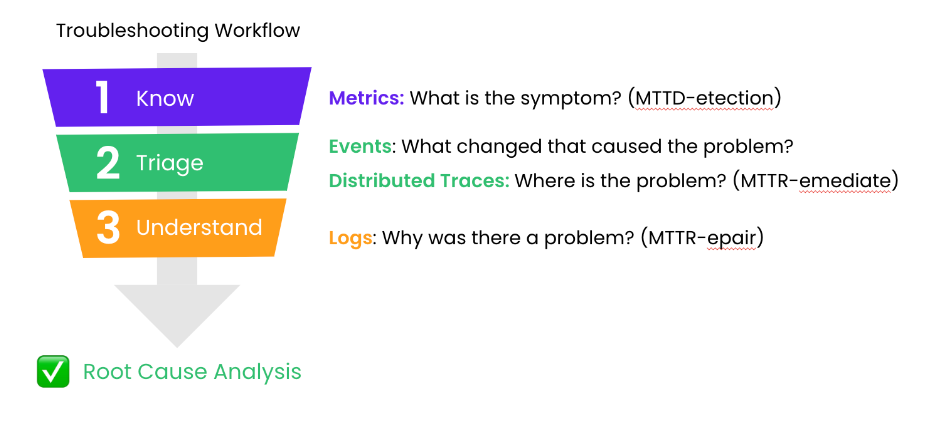 Troubleshooting Workflow
1 Know
Metrics: What is the symptom? (MTTD-etection)
2 Triage
Events: What changed that caused the problem?
Distributed Traces: Where is the problem? (MTTR-emediate)
3 Understand
Logs: Why was there a problem? (MTTR-epair)
Root Cause Analysis